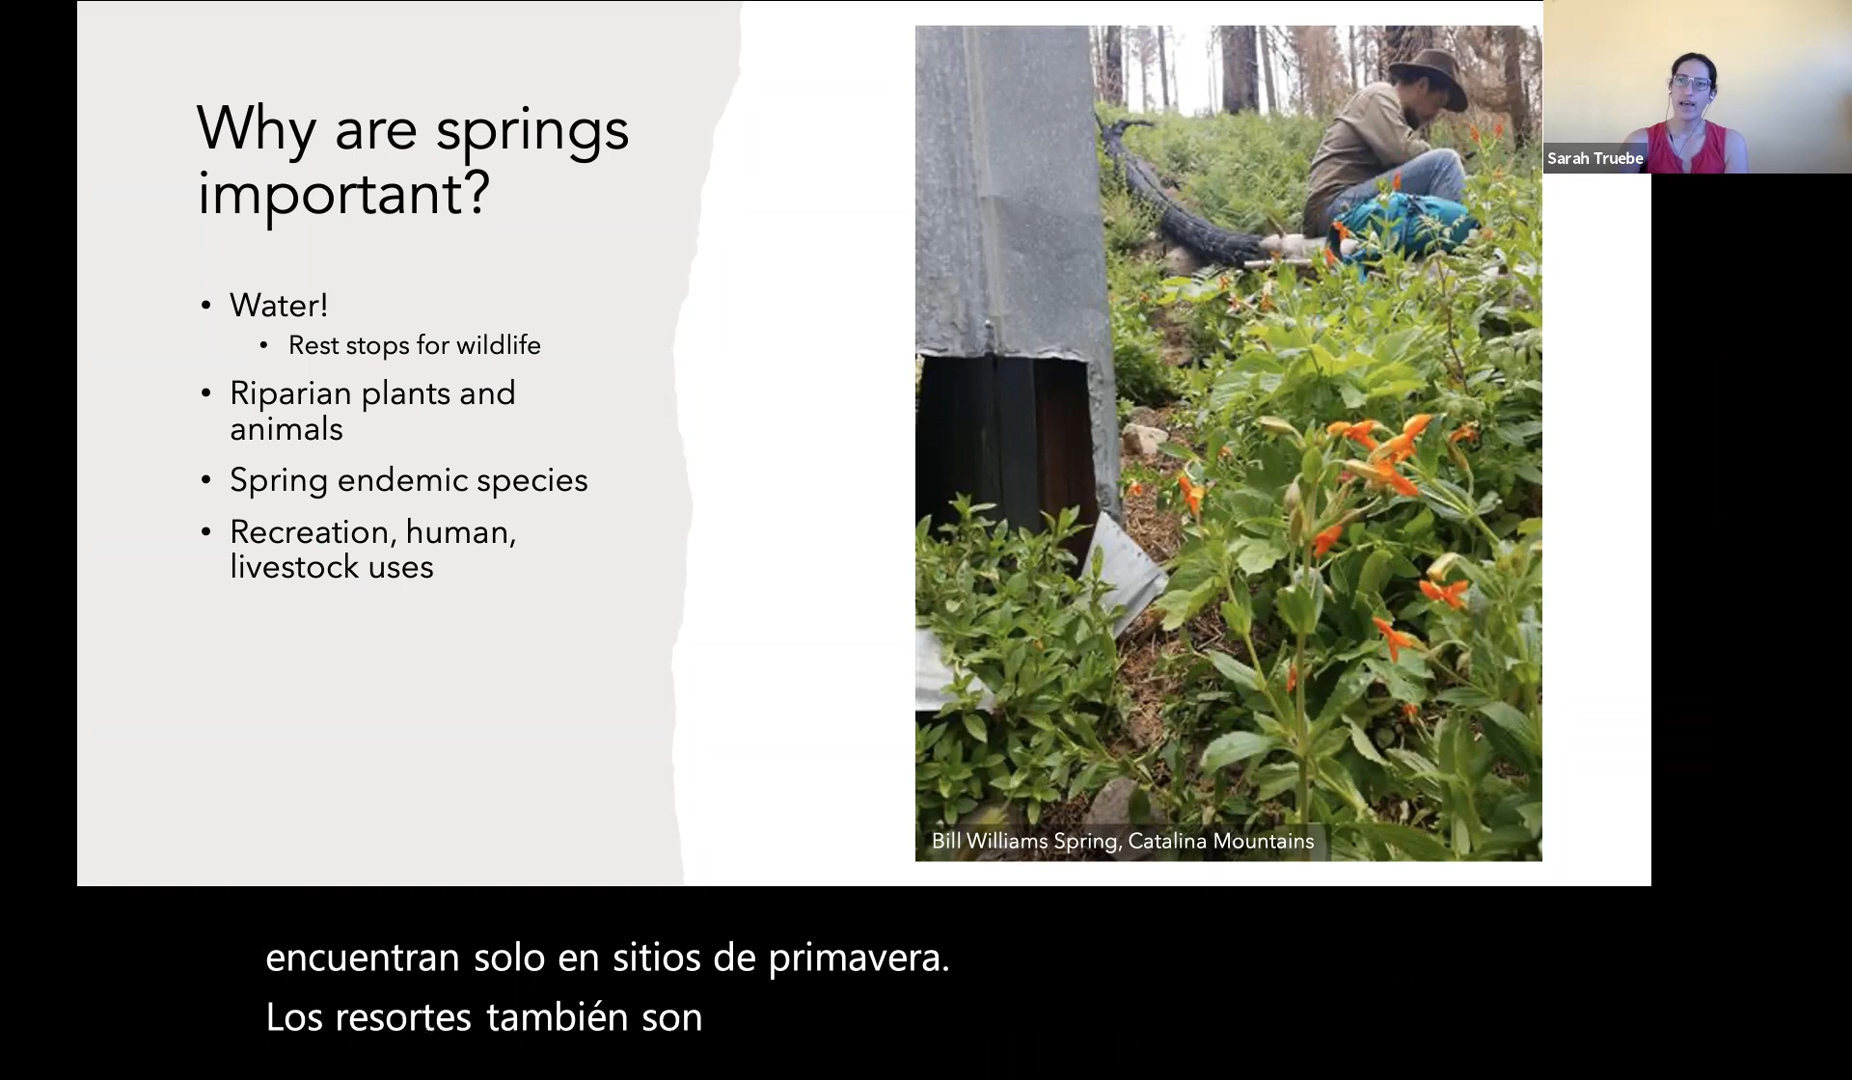 Why are springs
important?
• Water!
• Rest stops for wildlife
• Riparian plants and
animals
• Spring endemic species
• Recreation, human,
livestock uses
Bill Williams Spring, Catalina Mountains
Sarah Truebe
encuentran solo en sitios de primavera.
Los resortes también son